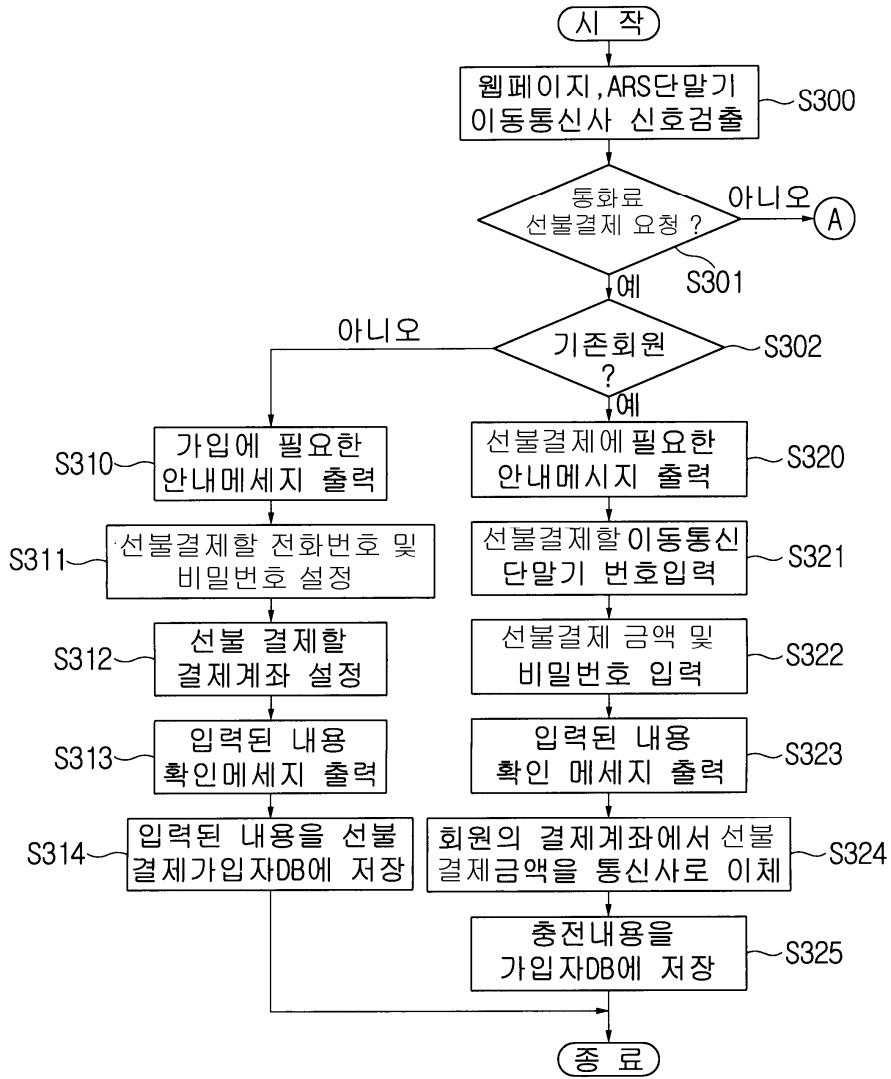 시 작
웹페이지,ARS단말기
이동통신사 신호검출
S300
통화료
선불결제 요청 ?
아니오
A
S301
예
기존회원
?
S302
아니오
예
가입에 필요한
안내메세지 출력
S310
선불결제에 필요한
안내메시지 출력
S320
선불결제할 전화번호 및
비밀번호 설정
S311
선불결제할 이동통신
단말기 번호입력
S321
선불 결제할
결제계좌 설정
S312
선불결제 금액 및
비밀번호 입력
S322
입력된 내용
확인메세지 출력
S313
입력된 내용
확인 메세지 출력
S323
입력된 내용을 선불
결제가입자DB에 저장
S314
회원의 결제계좌에서 선불
결제금액을 통신사로 이체
S324
충전내용을
가입자DB에 저장
S325
종 료